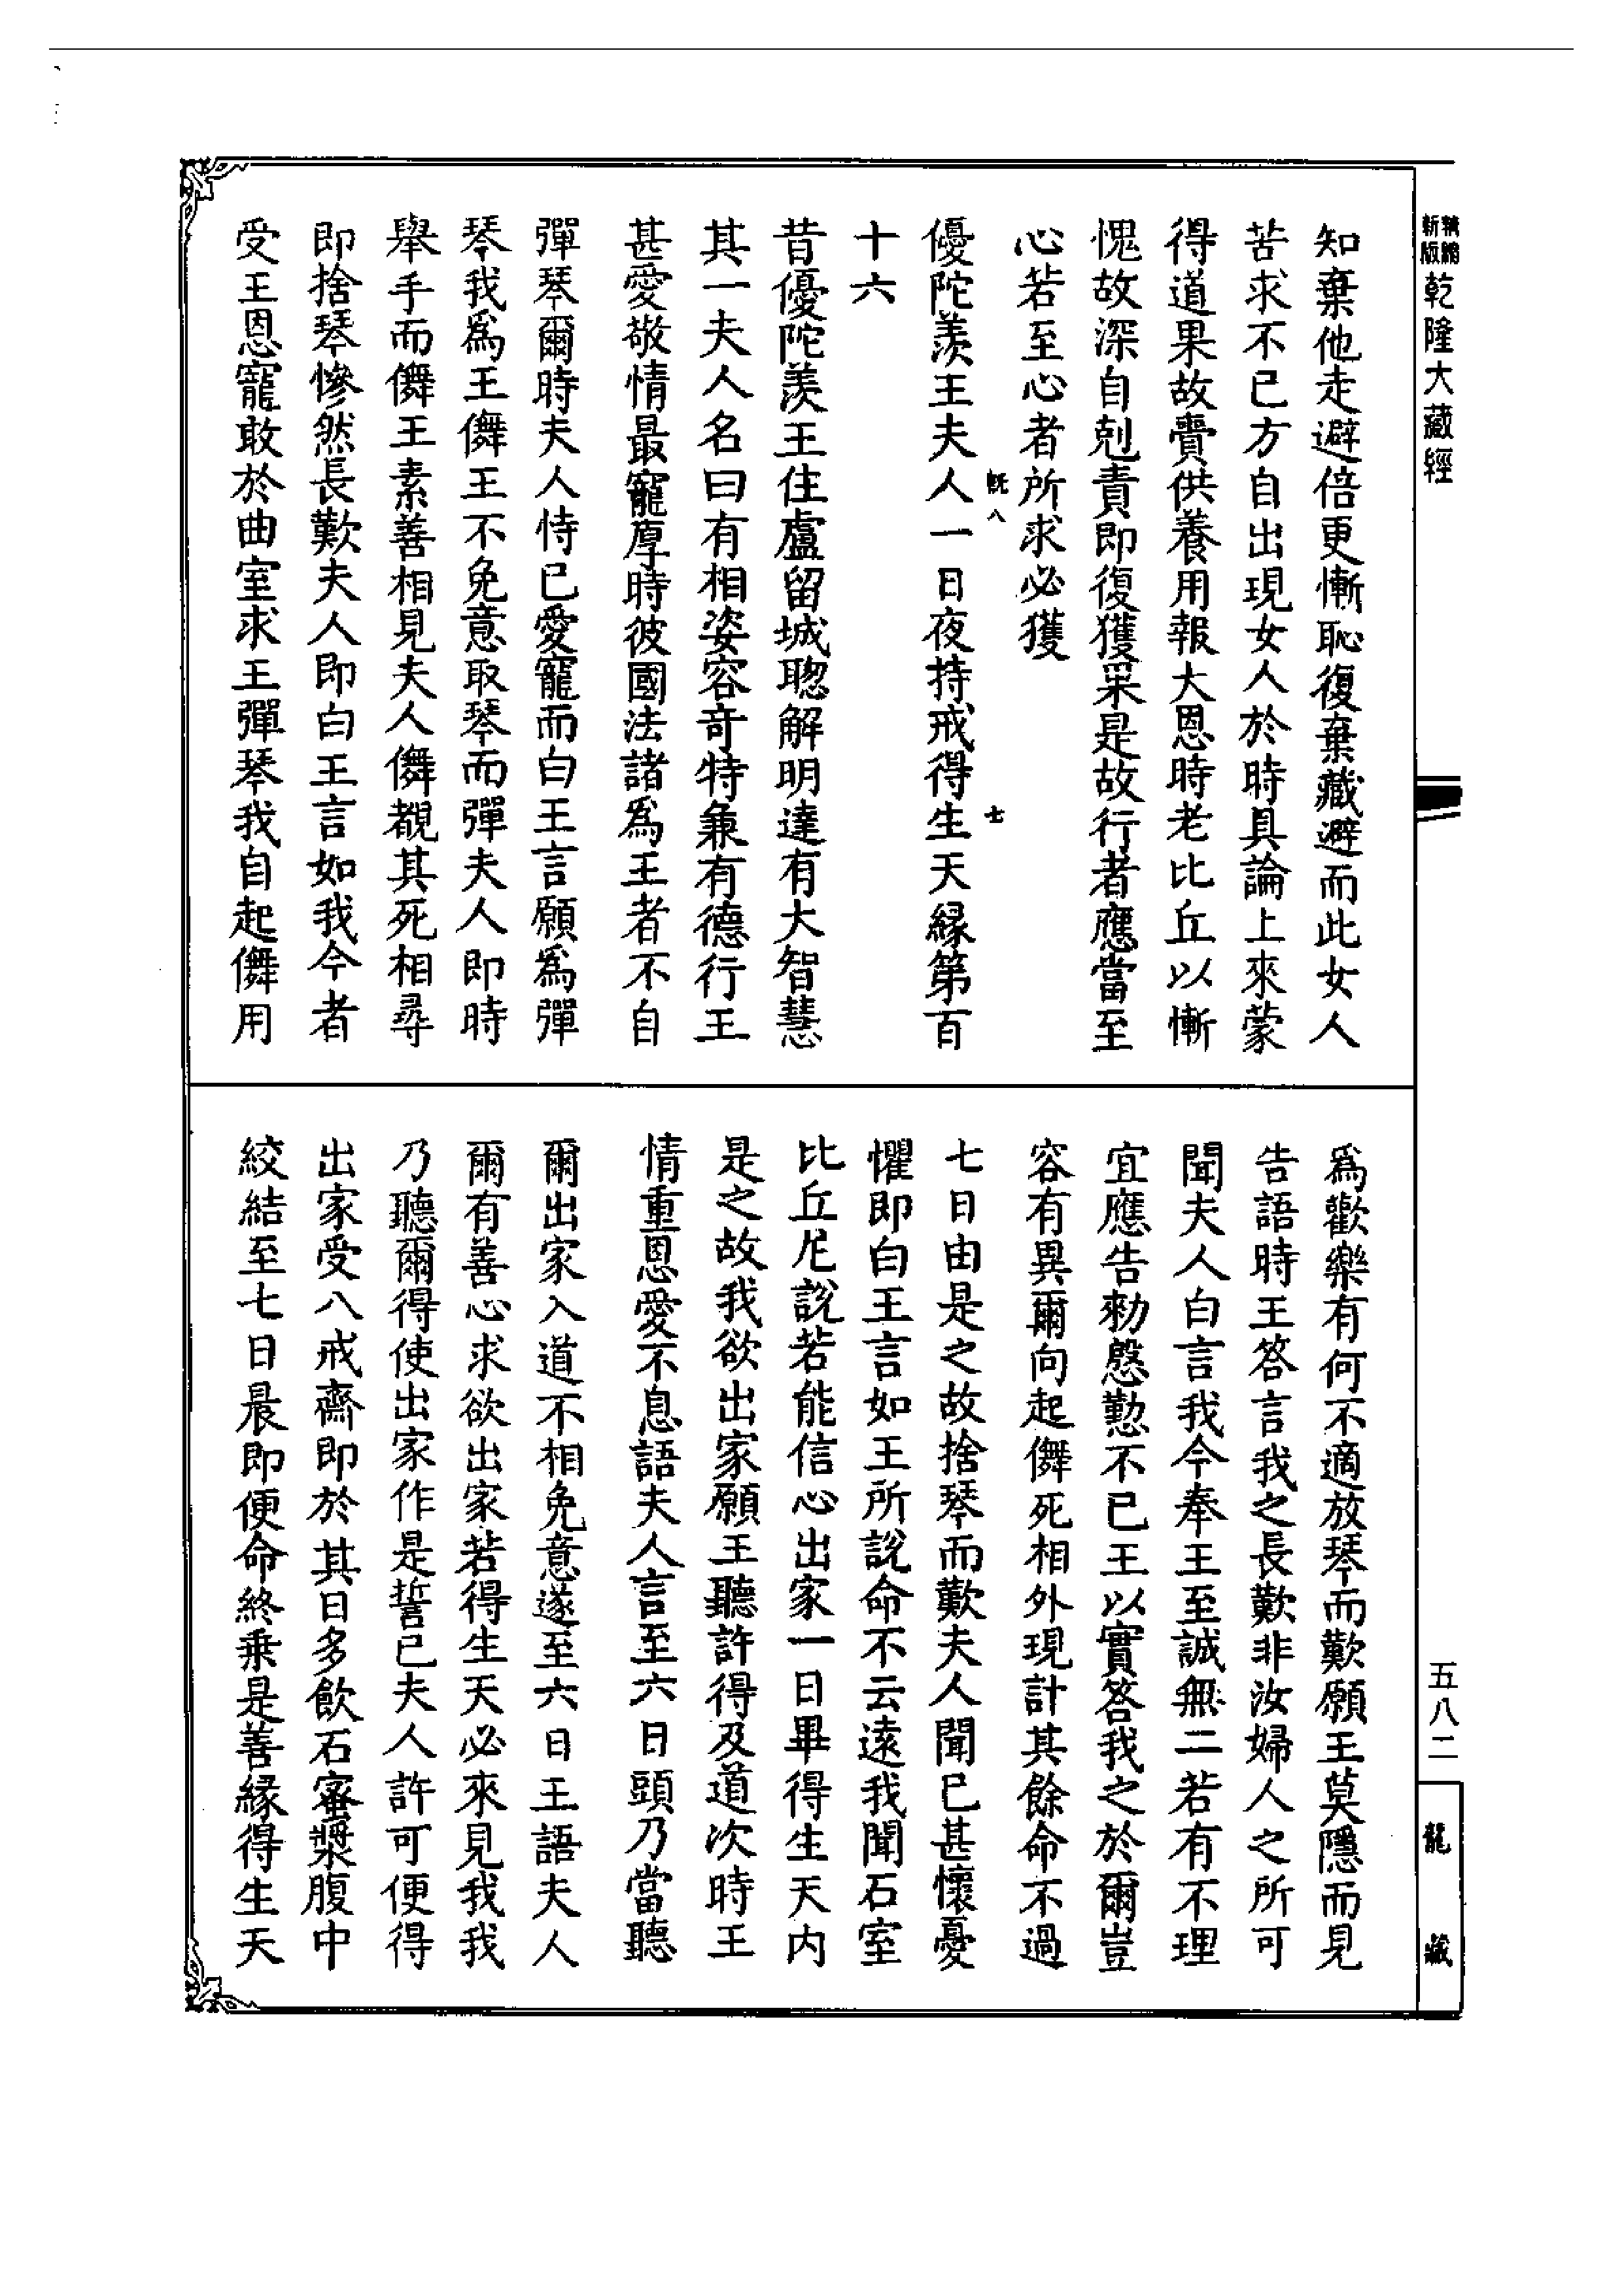 新版
乾隆大藏經
五八二
龍藏
知棄他走避倍更慚恥復棄藏避而此女人
苦求不已方自出現女人於時具論上來蒙
得道果故賷供養用報大恩時老比丘以慚
愧故深自剋責即復獲果是故行者應當至
心若至心者所求必獲
八
七
優陀羨王夫人一日夜持戒得生天緣第百
十六
昔優陀羨王住盧留城聦解明達有大智慧
其一夫人名曰有相姿容竒特兼有德行王
甚愛敬情最寵厚時彼國法諸爲王者不自
彈琴爾時夫人恃已愛寵而白王言願爲彈
琴我爲王儛王不免意取琴而彈夫人即時
舉手而儛王素善相見夫人儛覩其死相尋
即捨琴慘然長歎夫人即白王言如我今者
受王恩寵敢於曲室求王彈琴我自起儛用
爲歡樂有何不適放琴而歎願王莫隱而見
告語時王答言我之長歎非汝婦人之所可
聞夫人白言我今奉王至誠無二若有不理
宜應告勑慇懃不已王以實答我之於爾豈
容有異爾向起儛死相外現計其餘命不過
七日由是之故捨琴而歎夫人聞已甚懷憂
懼即白王言如王所說命不云遠我聞石室
比丘尼說若能信心出家一日畢得生天內
是之故我欲出家願王聽許得及道次時王
情重恩愛不息語夫人言至六日頭乃當聽
爾出家入道不相免意遂至六日王語夫人
爾有善心求欲出家若得生天必來見我我
乃聽爾得使出家作是誓已夫人許可便得
出家受八戒齋即於其日多飲石蜜漿腹中
絞結至七日晨即便命終乗是善緣得生天